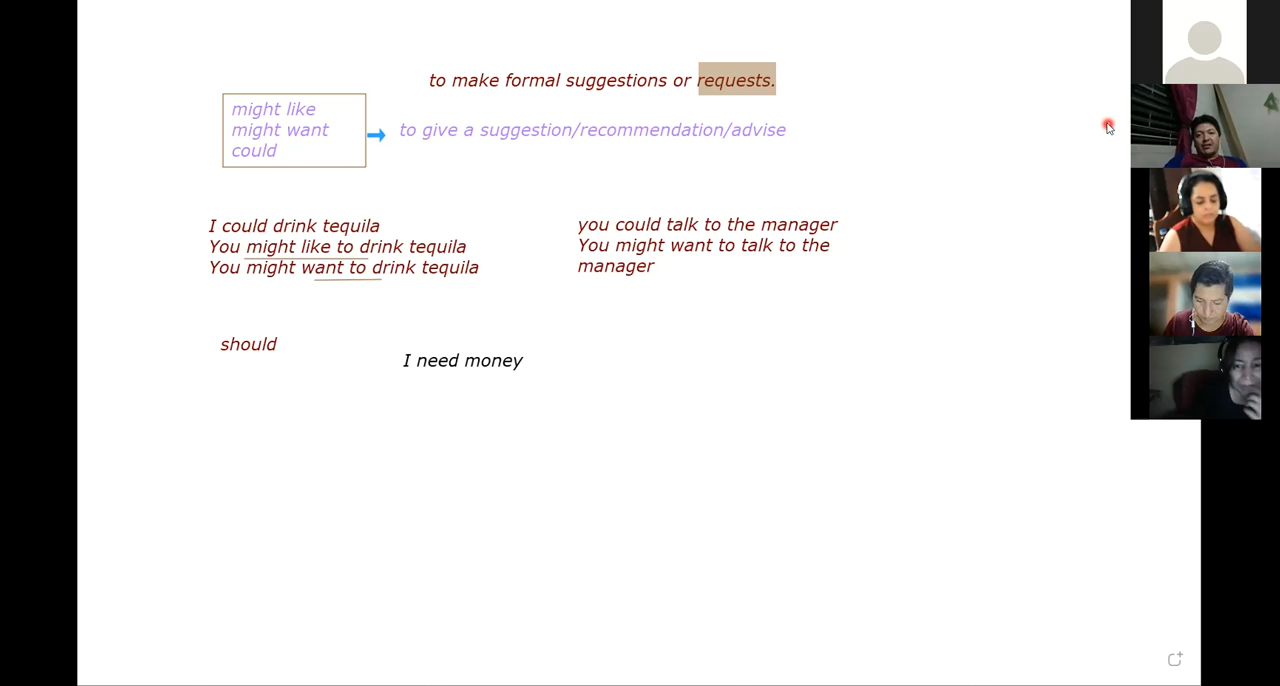 to make formal suggestions or requests.
might like
might want
could
to give a suggestion/recommendation/advise
I could drink tequila
You might like to drink tequila
You might want to drink tequila
you could talk to the manager
You might want to talk to the
manager
should
I need money